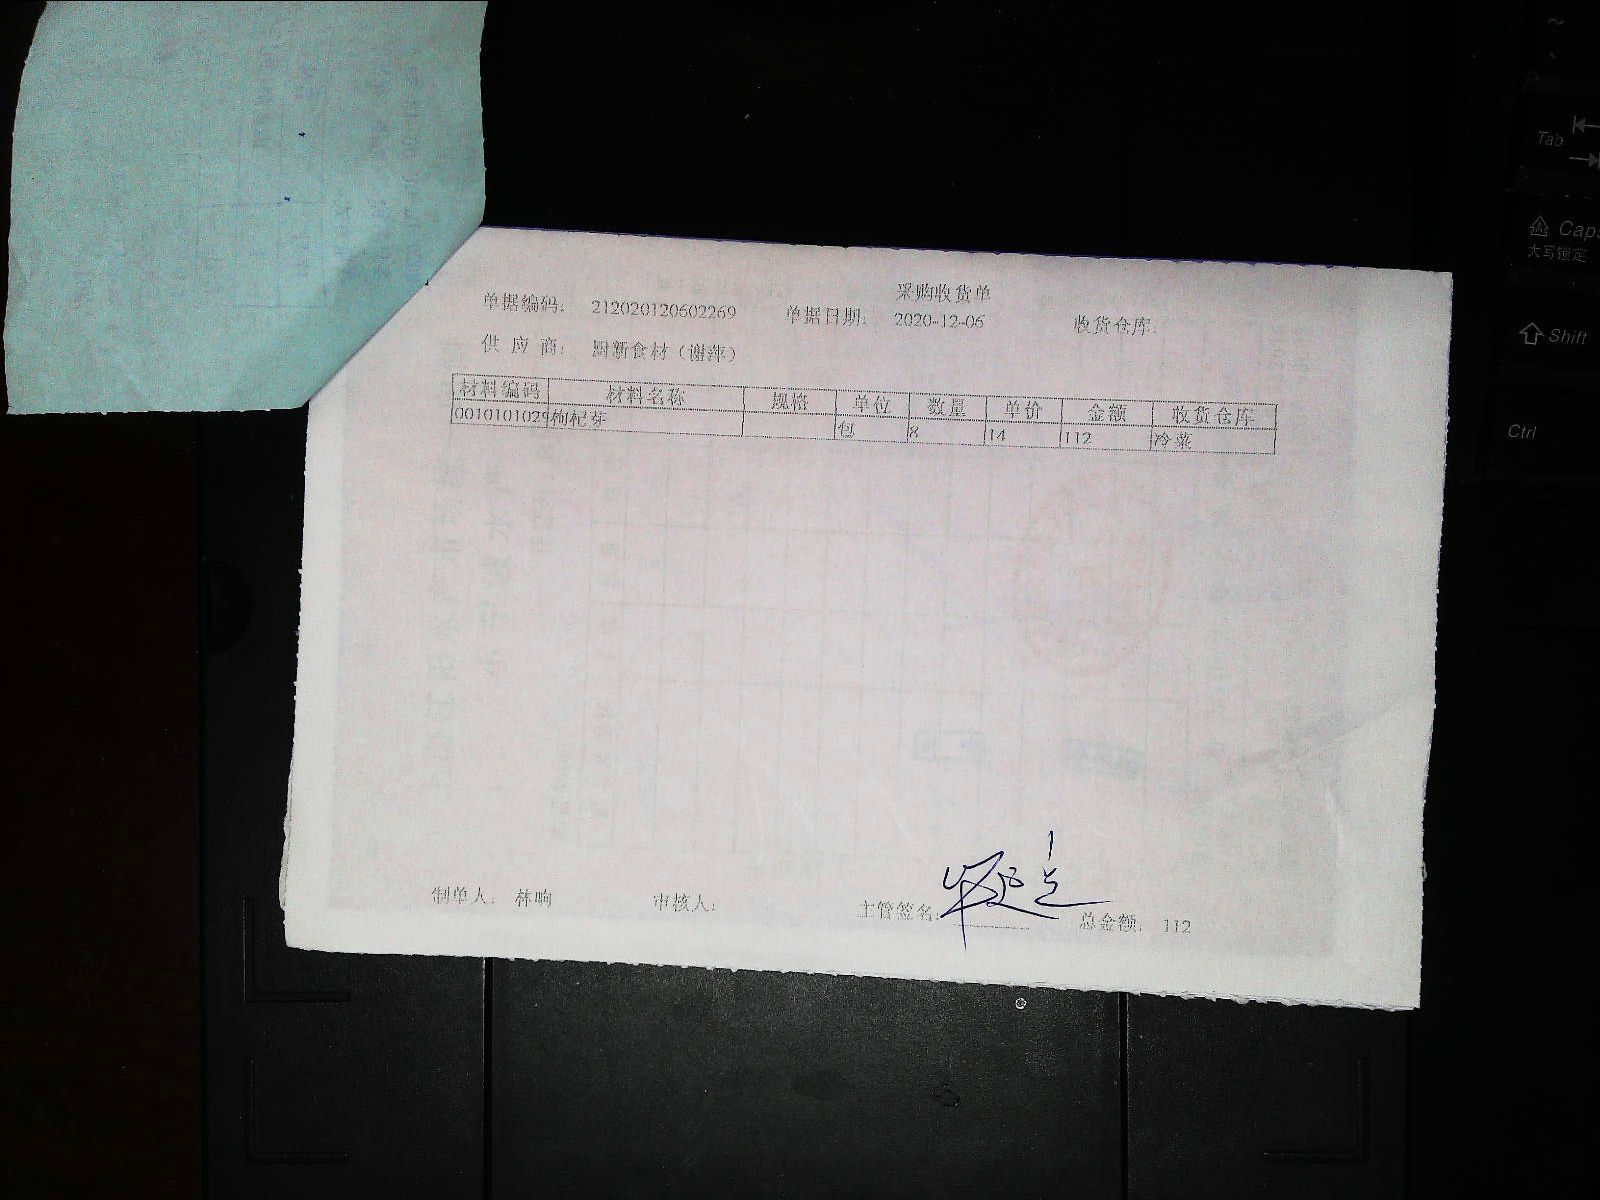 采购收货单
单据编码: 212020120602269 单据日期: 2020-12-06 收货仓库:
供应商: 厨新食材(谢萍)
材料编码 材料名称 规格 单位 数量 单价 金额 收货仓库
0010101029 枸杞芽 包 8 14 112 冷菜
制单人: 林响 审核人: 主管签名: 总金额: 112
Tab
Caps
大写锁定
Shift
Ctrl